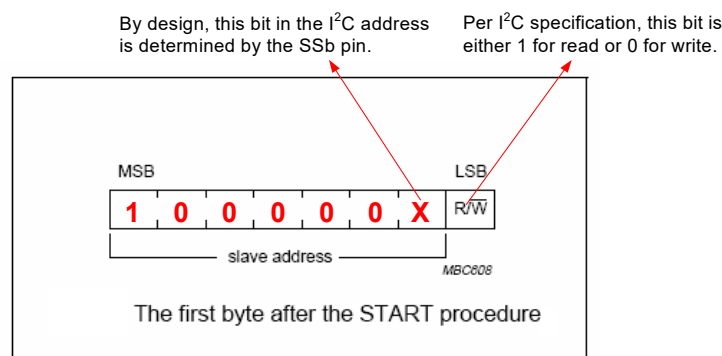 By design, this bit in the I²C address
is determined by the SSb pin.
Per I²C specification, this bit is
either 1 for read or 0 for write.
MSB
LSB
1 0 0 0 0 0 X R/W̅
slave address
MBC608
The first byte after the START procedure